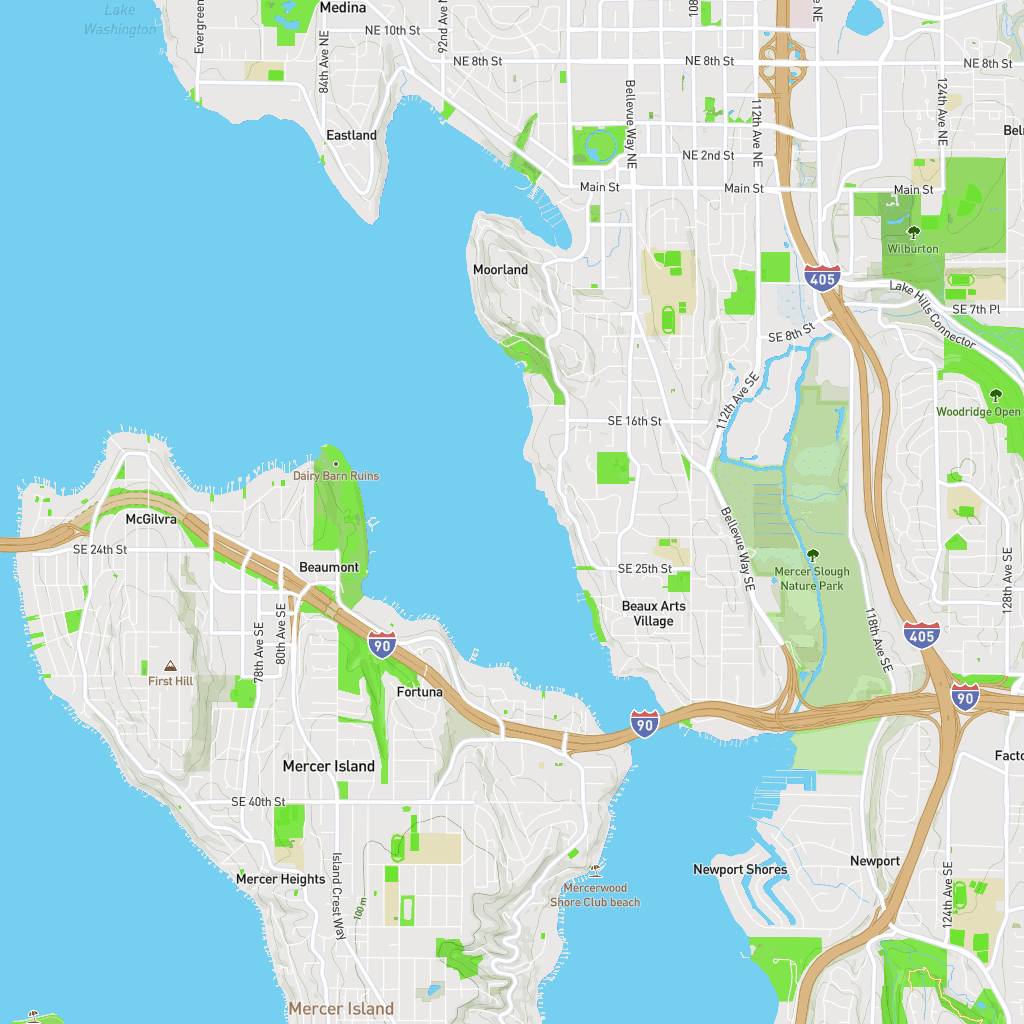 Lake
Washington
Medina
NE 10th St
92nd Ave N
108
NE
Evergreen
84th Ave NE
NE 8th St
NE 8th St
NE 8th St
Bellevue Way NE
112th Ave NE
124th Ave NE
Eastland
Bel
NE 2nd St
Main St
Main St
Main St
Wilburton
Moorland
405
Lake Hills Connector
SE 7th Pl
SE 8th St
112th Ave SE
Woodridge Open
SE 16th St
Dairy Barn Ruins
McGilvra
SE 24th St
Bellevue Way SE
Beaumont
SE 25th St
Mercer Slough
Nature Park
128th Ave SE
Beaux Arts
Village
118th Ave SE
78th Ave SE
80th Ave SE
90
405
First Hill
Fortuna
90
90
Mercer Island
Facto
SE 40th St
Newport
Newport Shores
Mercer Heights
Island Crest Way
Mercerwood
Shore Club beach
124th Ave SE
100 m
Mercer Island